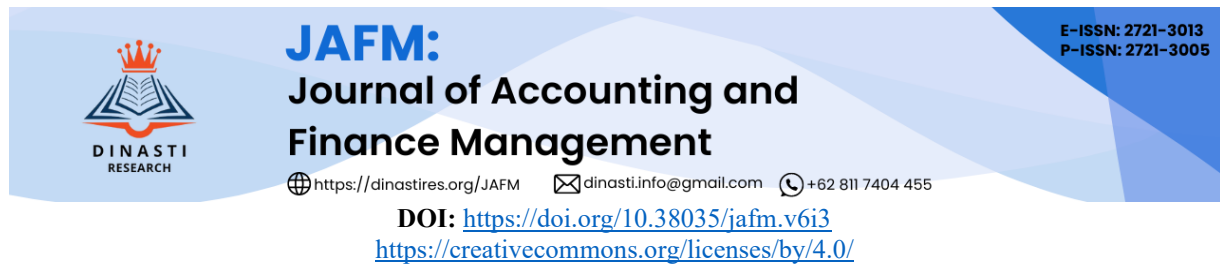 E-ISSN: 2721-3013
P-ISSN: 2721-3005
JAFM:
Journal of Accounting and
Finance Management
DINASTI
RESEARCH
https://dinastires.org/JAFM dinasti.info@gmail.com +62 811 7404 455
DOI: https://doi.org/10.38035/jafm.v6i3
https://creativecommons.org/licenses/by/4.0/